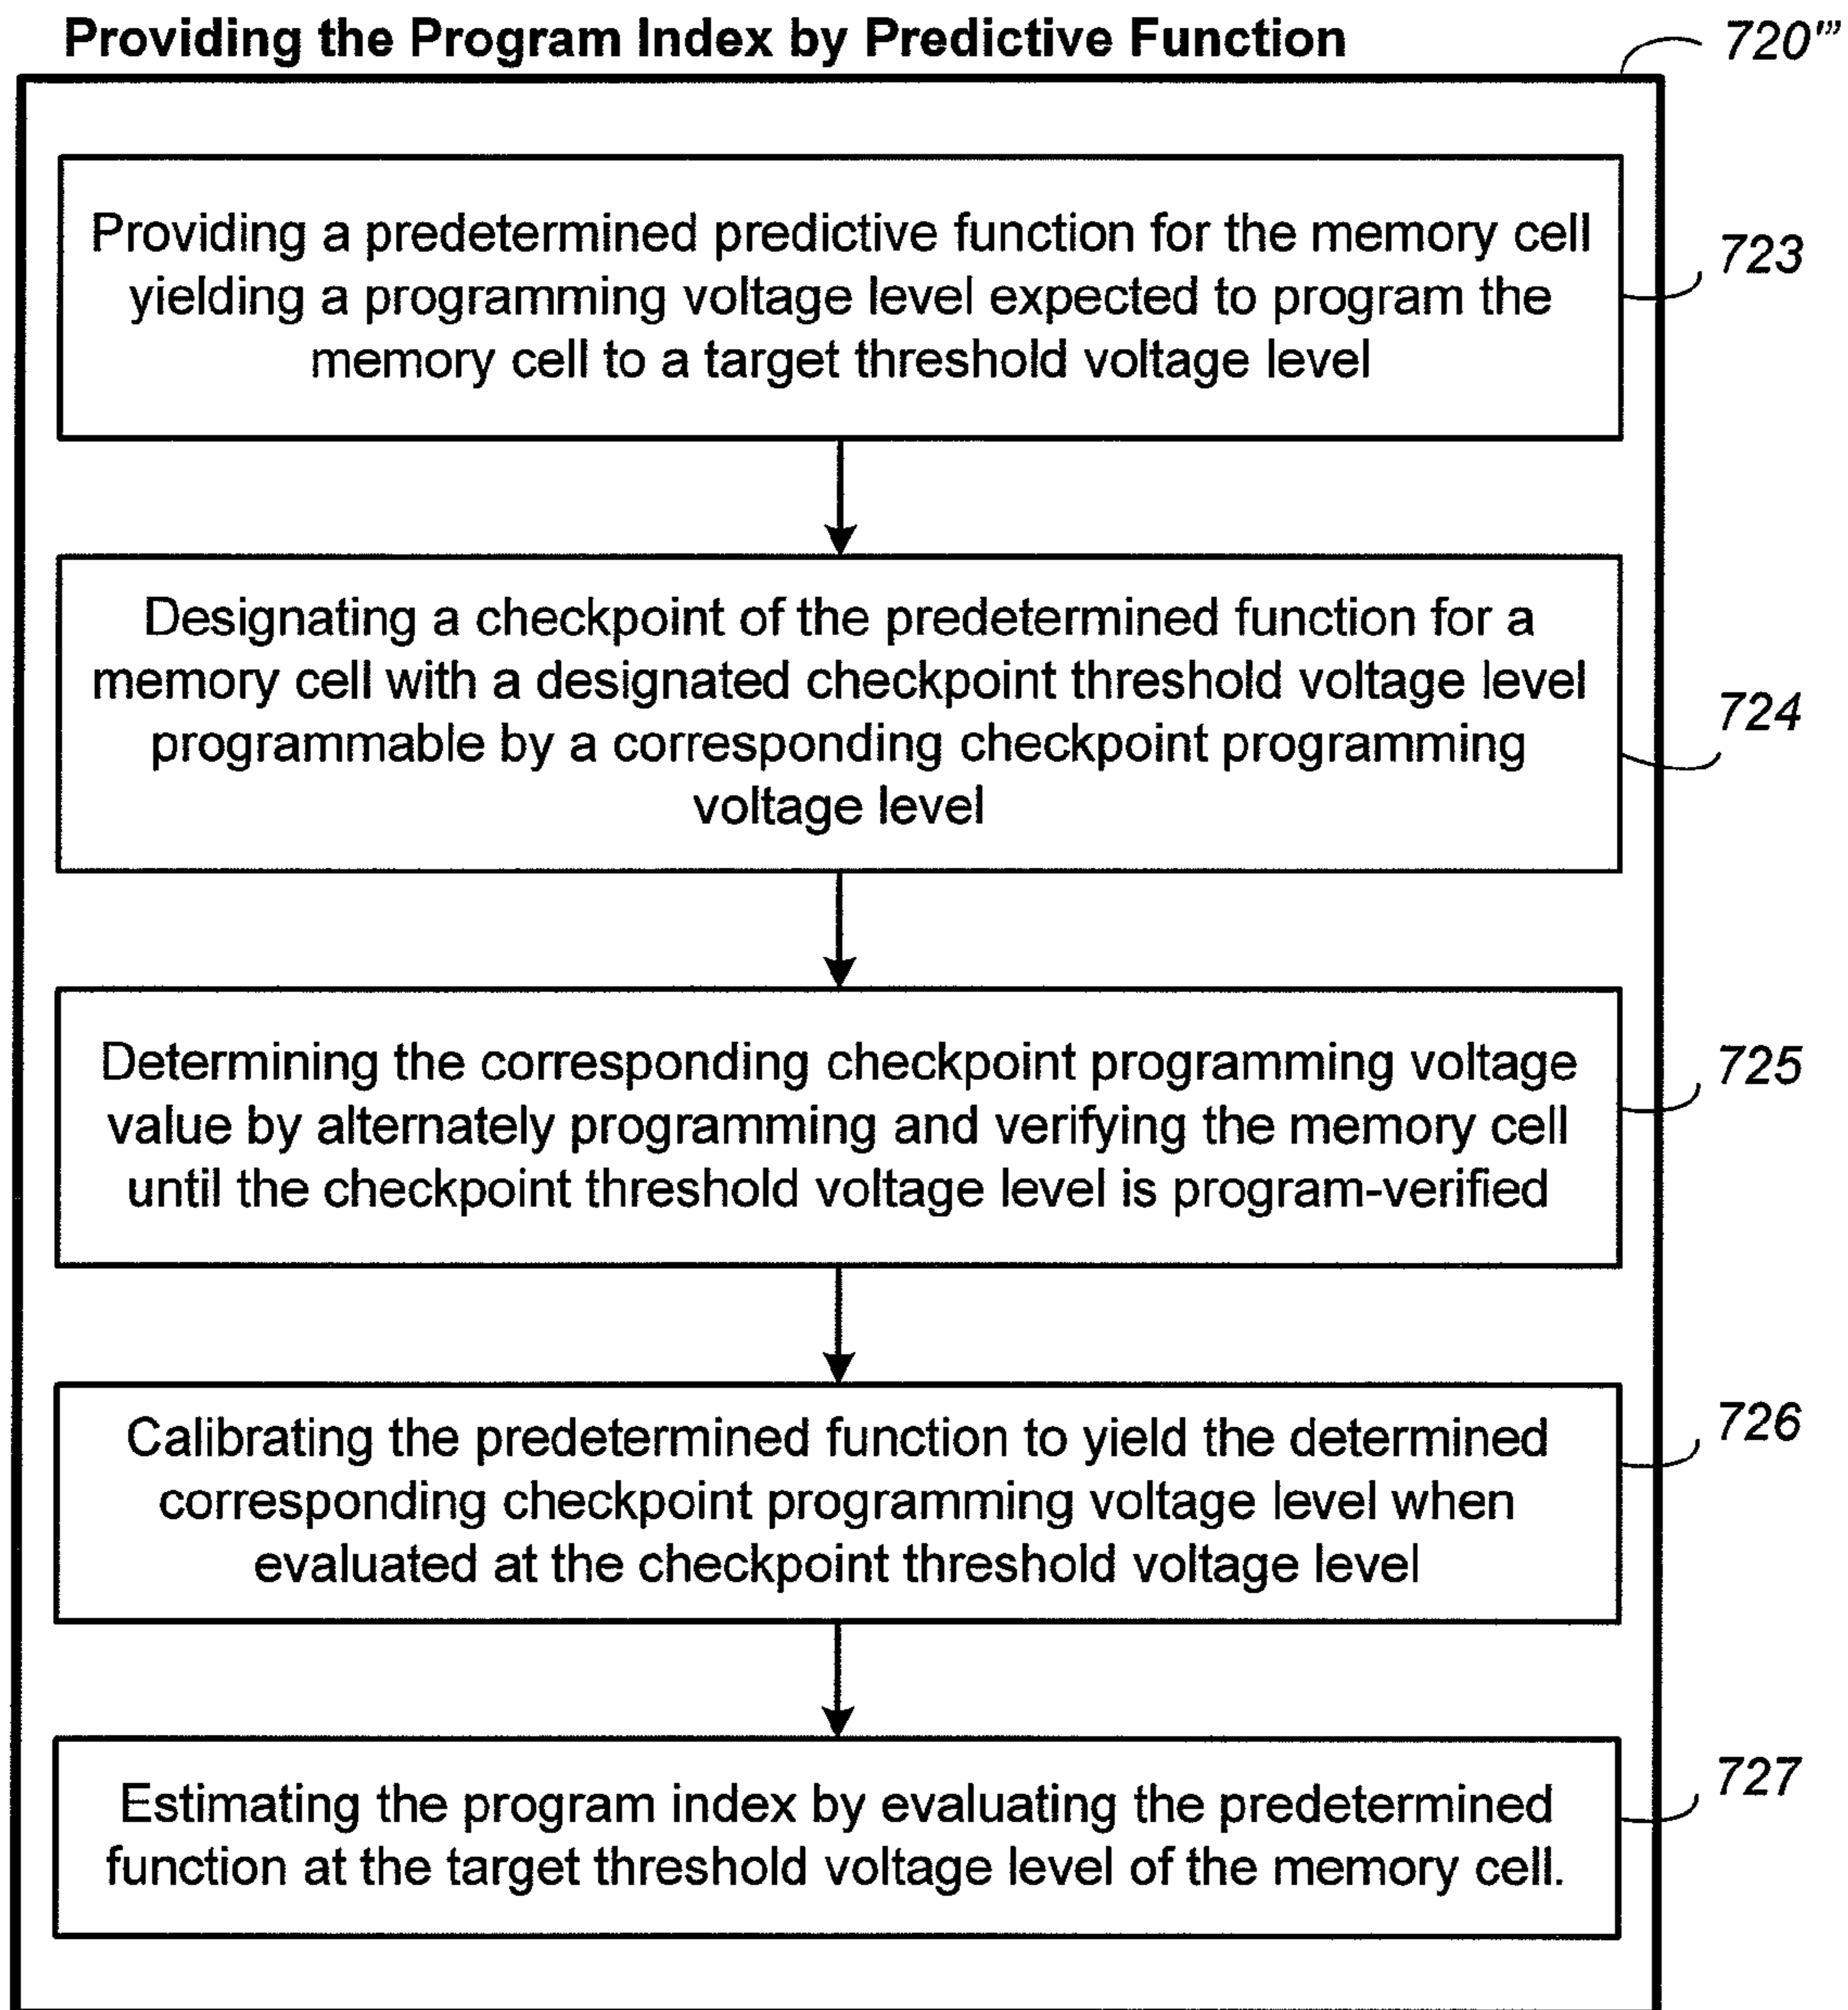 Providing the Program Index by Predictive Function
720'''
Providing a predetermined predictive function for the memory cell
yielding a programming voltage level expected to program the
memory cell to a target threshold voltage level
723
Designating a checkpoint of the predetermined function for a
memory cell with a designated checkpoint threshold voltage level
programmable by a corresponding checkpoint programming
voltage level
724
Determining the corresponding checkpoint programming voltage
value by alternately programming and verifying the memory cell
until the checkpoint threshold voltage level is program-verified
725
Calibrating the predetermined function to yield the determined
corresponding checkpoint programming voltage level when
evaluated at the checkpoint threshold voltage level
726
Estimating the program index by evaluating the predetermined
function at the target threshold voltage level of the memory cell.
727